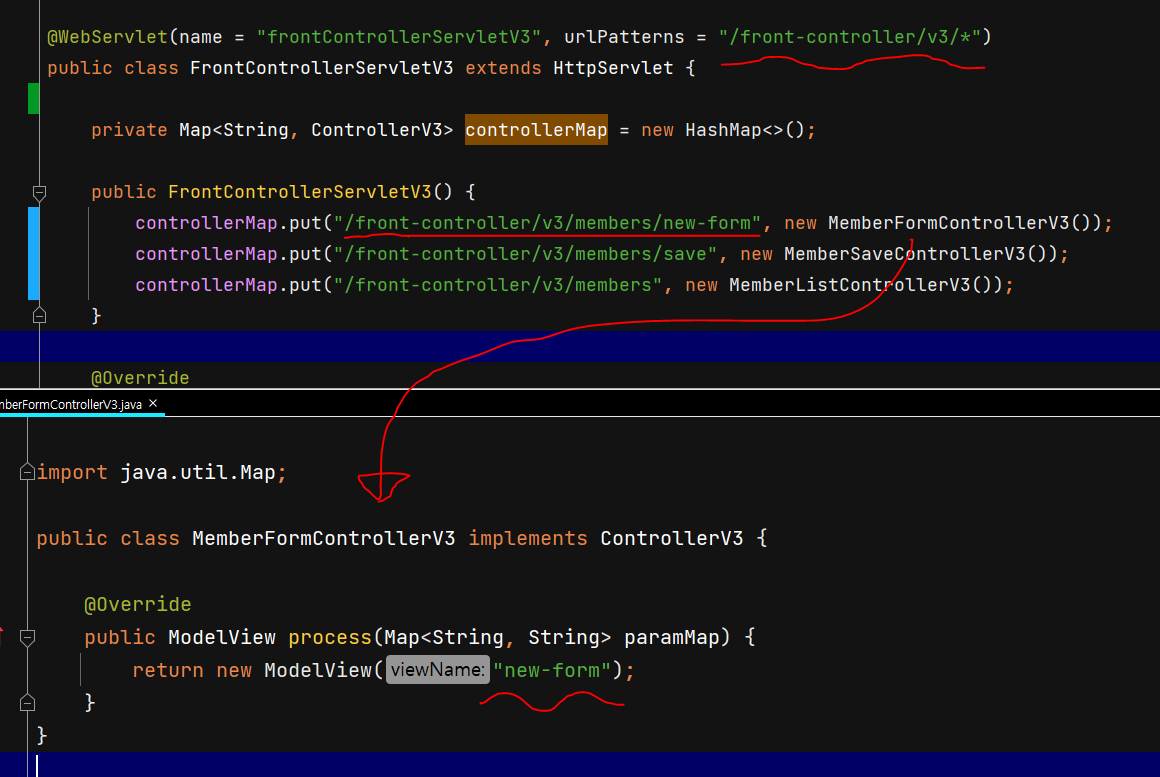 @WebServlet(name = "frontControllerServletV3", urlPatterns = "/front-controller/v3/*")
public class FrontControllerServletV3 extends HttpServlet {
private Map<String, ControllerV3> controllerMap = new HashMap<>();
public FrontControllerServletV3() {
controllerMap.put("/front-controller/v3/members/new-form", new MemberFormControllerV3());
controllerMap.put("/front-controller/v3/members/save", new MemberSaveControllerV3());
controllerMap.put("/front-controller/v3/members", new MemberListControllerV3());
}
@Override
mberFormControllerV3.java ×
import java.util.Map;
public class MemberFormControllerV3 implements ControllerV3 {
@Override
public ModelView process(Map<String, String> paramMap) {
return new ModelView( viewName: "new-form");
}
}